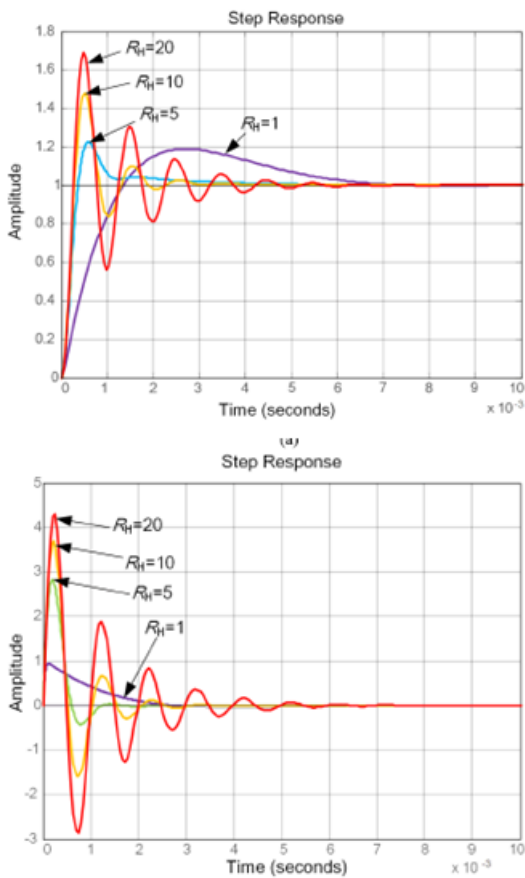 Step Response
1.8
1.6
1.4
1.2
1
0.8
0.6
0.4
0.2
0
Amplitude
RH=20
RH=10
RH=5
RH=1
0 1 2 3 4 5 6 7 8 9 10
Time (seconds)
x 10⁻³
(a)
Step Response
5
4
3
2
1
0
-1
-2
-3
Amplitude
RH=20
RH=10
RH=5
RH=1
0 1 2 3 4 5 6 7 8 9 10
Time (seconds)
x 10⁻³